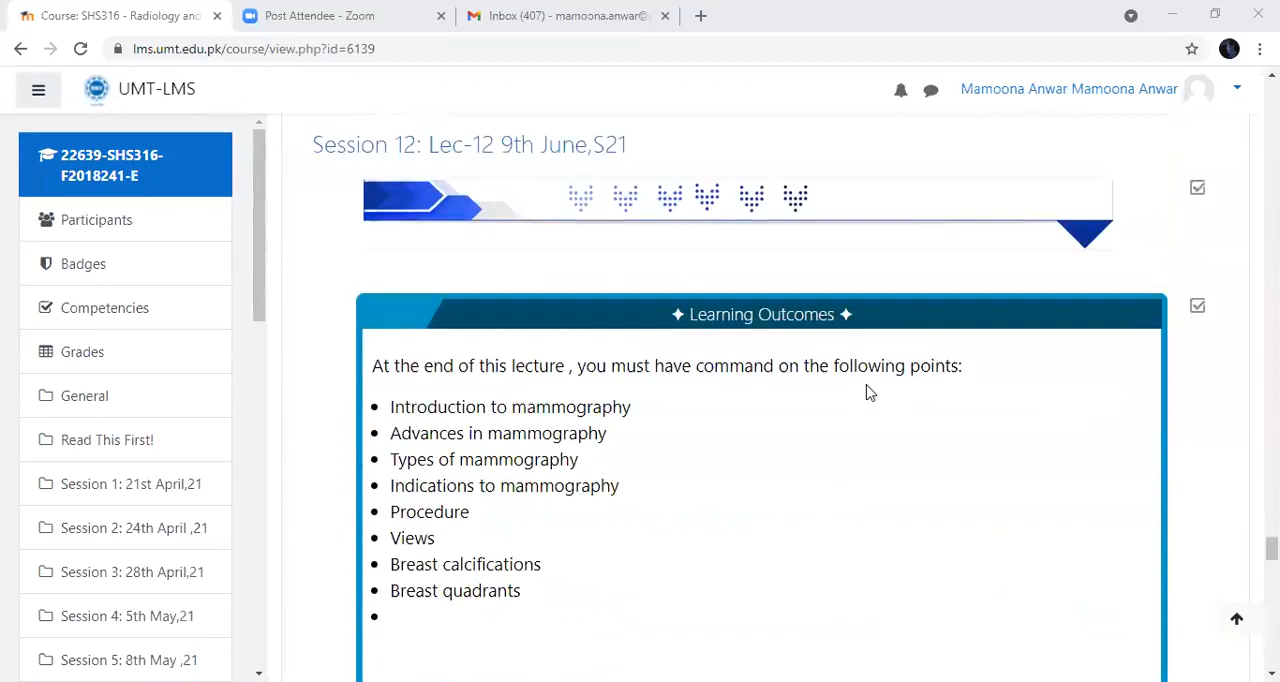 Course: SHS316 - Radiology and
Post Attendee - Zoom
Inbox (407) - mamoona.anwar@
lms.umt.edu.pk/course/view.php?id=6139
UMT-LMS
Mamoona Anwar Mamoona Anwar
22639-SHS316-
F2018241-E
Participants
Badges
Competencies
Grades
General
Read This First!
Session 1: 21st April,21
Session 2: 24th April ,21
Session 3: 28th April,21
Session 4: 5th May,21
Session 5: 8th May ,21
Session 12: Lec-12 9th June,S21
✦ Learning Outcomes ✦
At the end of this lecture , you must have command on the following points:
• Introduction to mammography
• Advances in mammography
• Types of mammography
• Indications to mammography
• Procedure
• Views
• Breast calcifications
• Breast quadrants
•